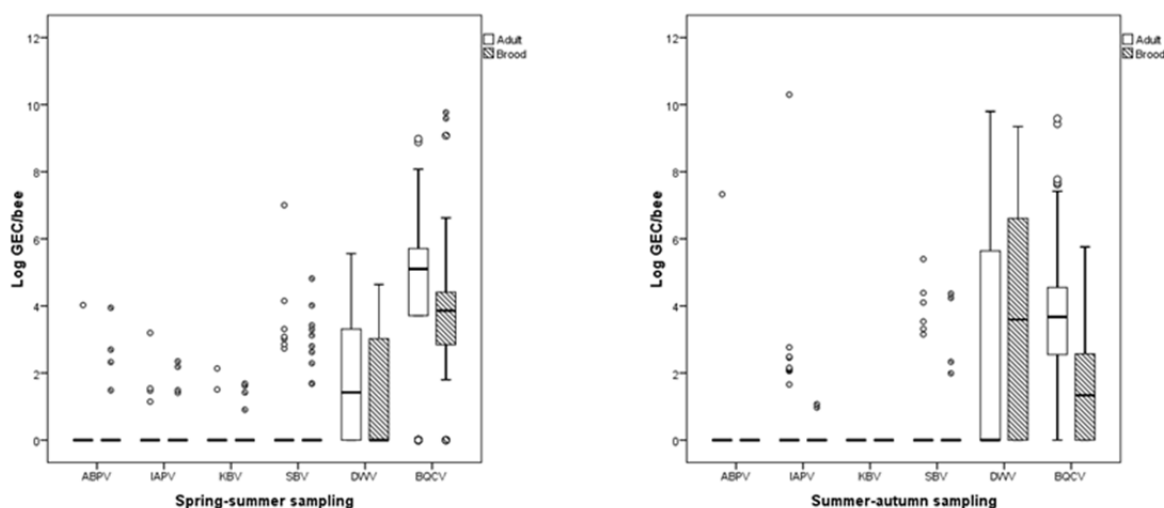 12
10
8
6
4
2
0
Log GEC/bee
Adult
Brood
ABPV IAPV KBV SBV DWV BQCV
Spring-summer sampling
12
10
8
6
4
2
0
Log GEC/bee
Adult
Brood
ABPV IAPV KBV SBV DWV BQCV
Summer-autumn sampling